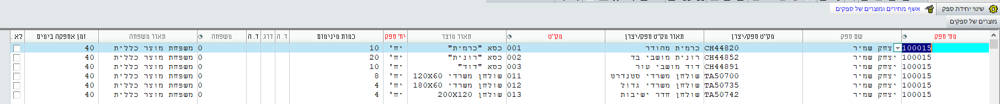 שינוי יחידת ספק אשף מחירים ומוצרים של ספקים
מוצרים של ספקים
מס' ספק שם ספק מק"ט ספק/יצרן תאור מק"ט ספק/יצרן מק"ט תאור מוצר יח' ספק כמות מינימום ד. ה דרג ד. ה משפחה תאור משפחה זמן אספקה בימים לא .
100015 יצחק שמיר CH44820 כרמית מהודר 001 כסא "כרמית" יח' 10 0 משפחת מוצר כללית 40
100015 יצחק שמיר CH44852 רונית מושבי בד 002 כסא "רונית" יח' 20 0 משפחת מוצר כללית 40
100015 יצחק שמיר CH44891 דוד מושבי עור 003 כסא "דוד" יח' 10 0 משפחת מוצר כללית 40
100015 יצחק שמיר TA50700 שולחן משרדי סטנדרט 011 שולחן משרדי 120X60 יח' 8 0 משפחת מוצר כללית 40
100015 יצחק שמיר TA50735 שולחן משרדי גדול 012 שולחן משרדי 180X60 יח' 4 0 משפחת מוצר כללית 40
100015 יצחק שמיר TA50742 שולחן חדר ישיבות 013 שולחן 200X120 יח' 4 0 משפחת מוצר כללית 40